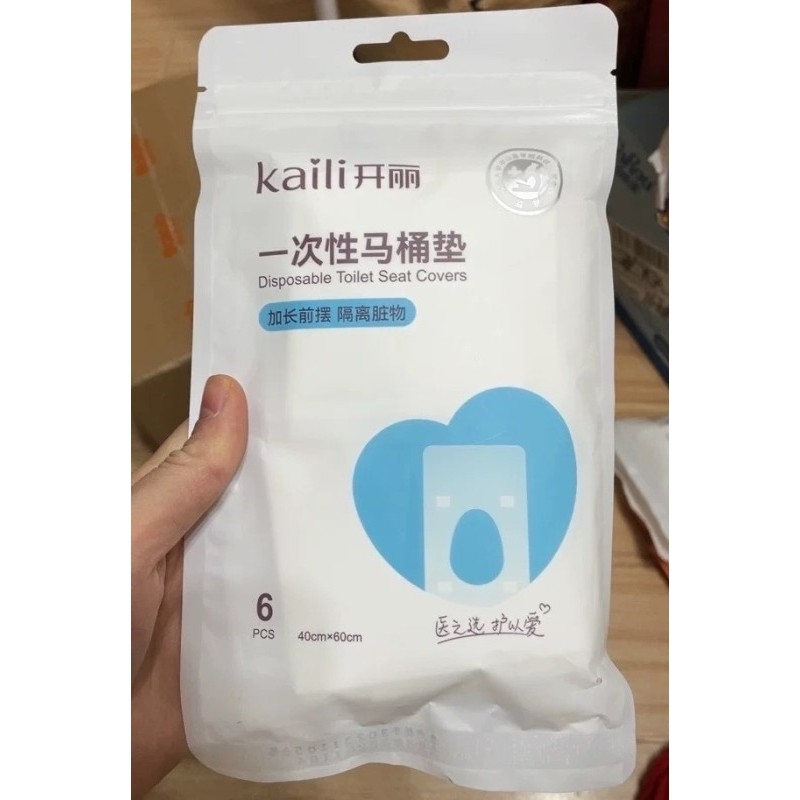 kaili开丽
一次性马桶垫
Disposable Toilet Seat Covers
加长前摆 隔离脏物
6
PCS
40cm×60cm
医之选 护以爱